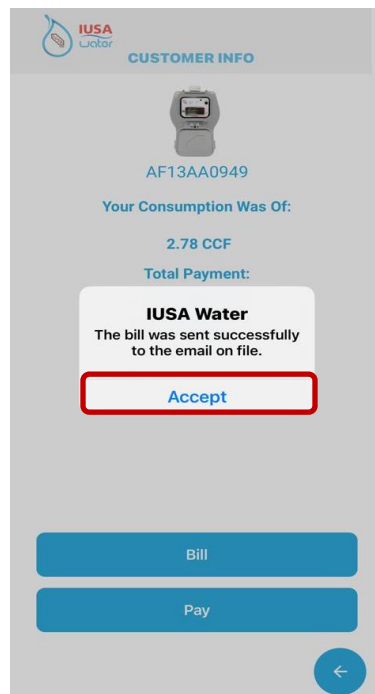 IUSA
water
CUSTOMER INFO
AF13AA0949
Your Consumption Was Of:
2.78 CCF
Total Payment:
IUSA Water
The bill was sent successfully
to the email on file.
Accept
Bill
Pay